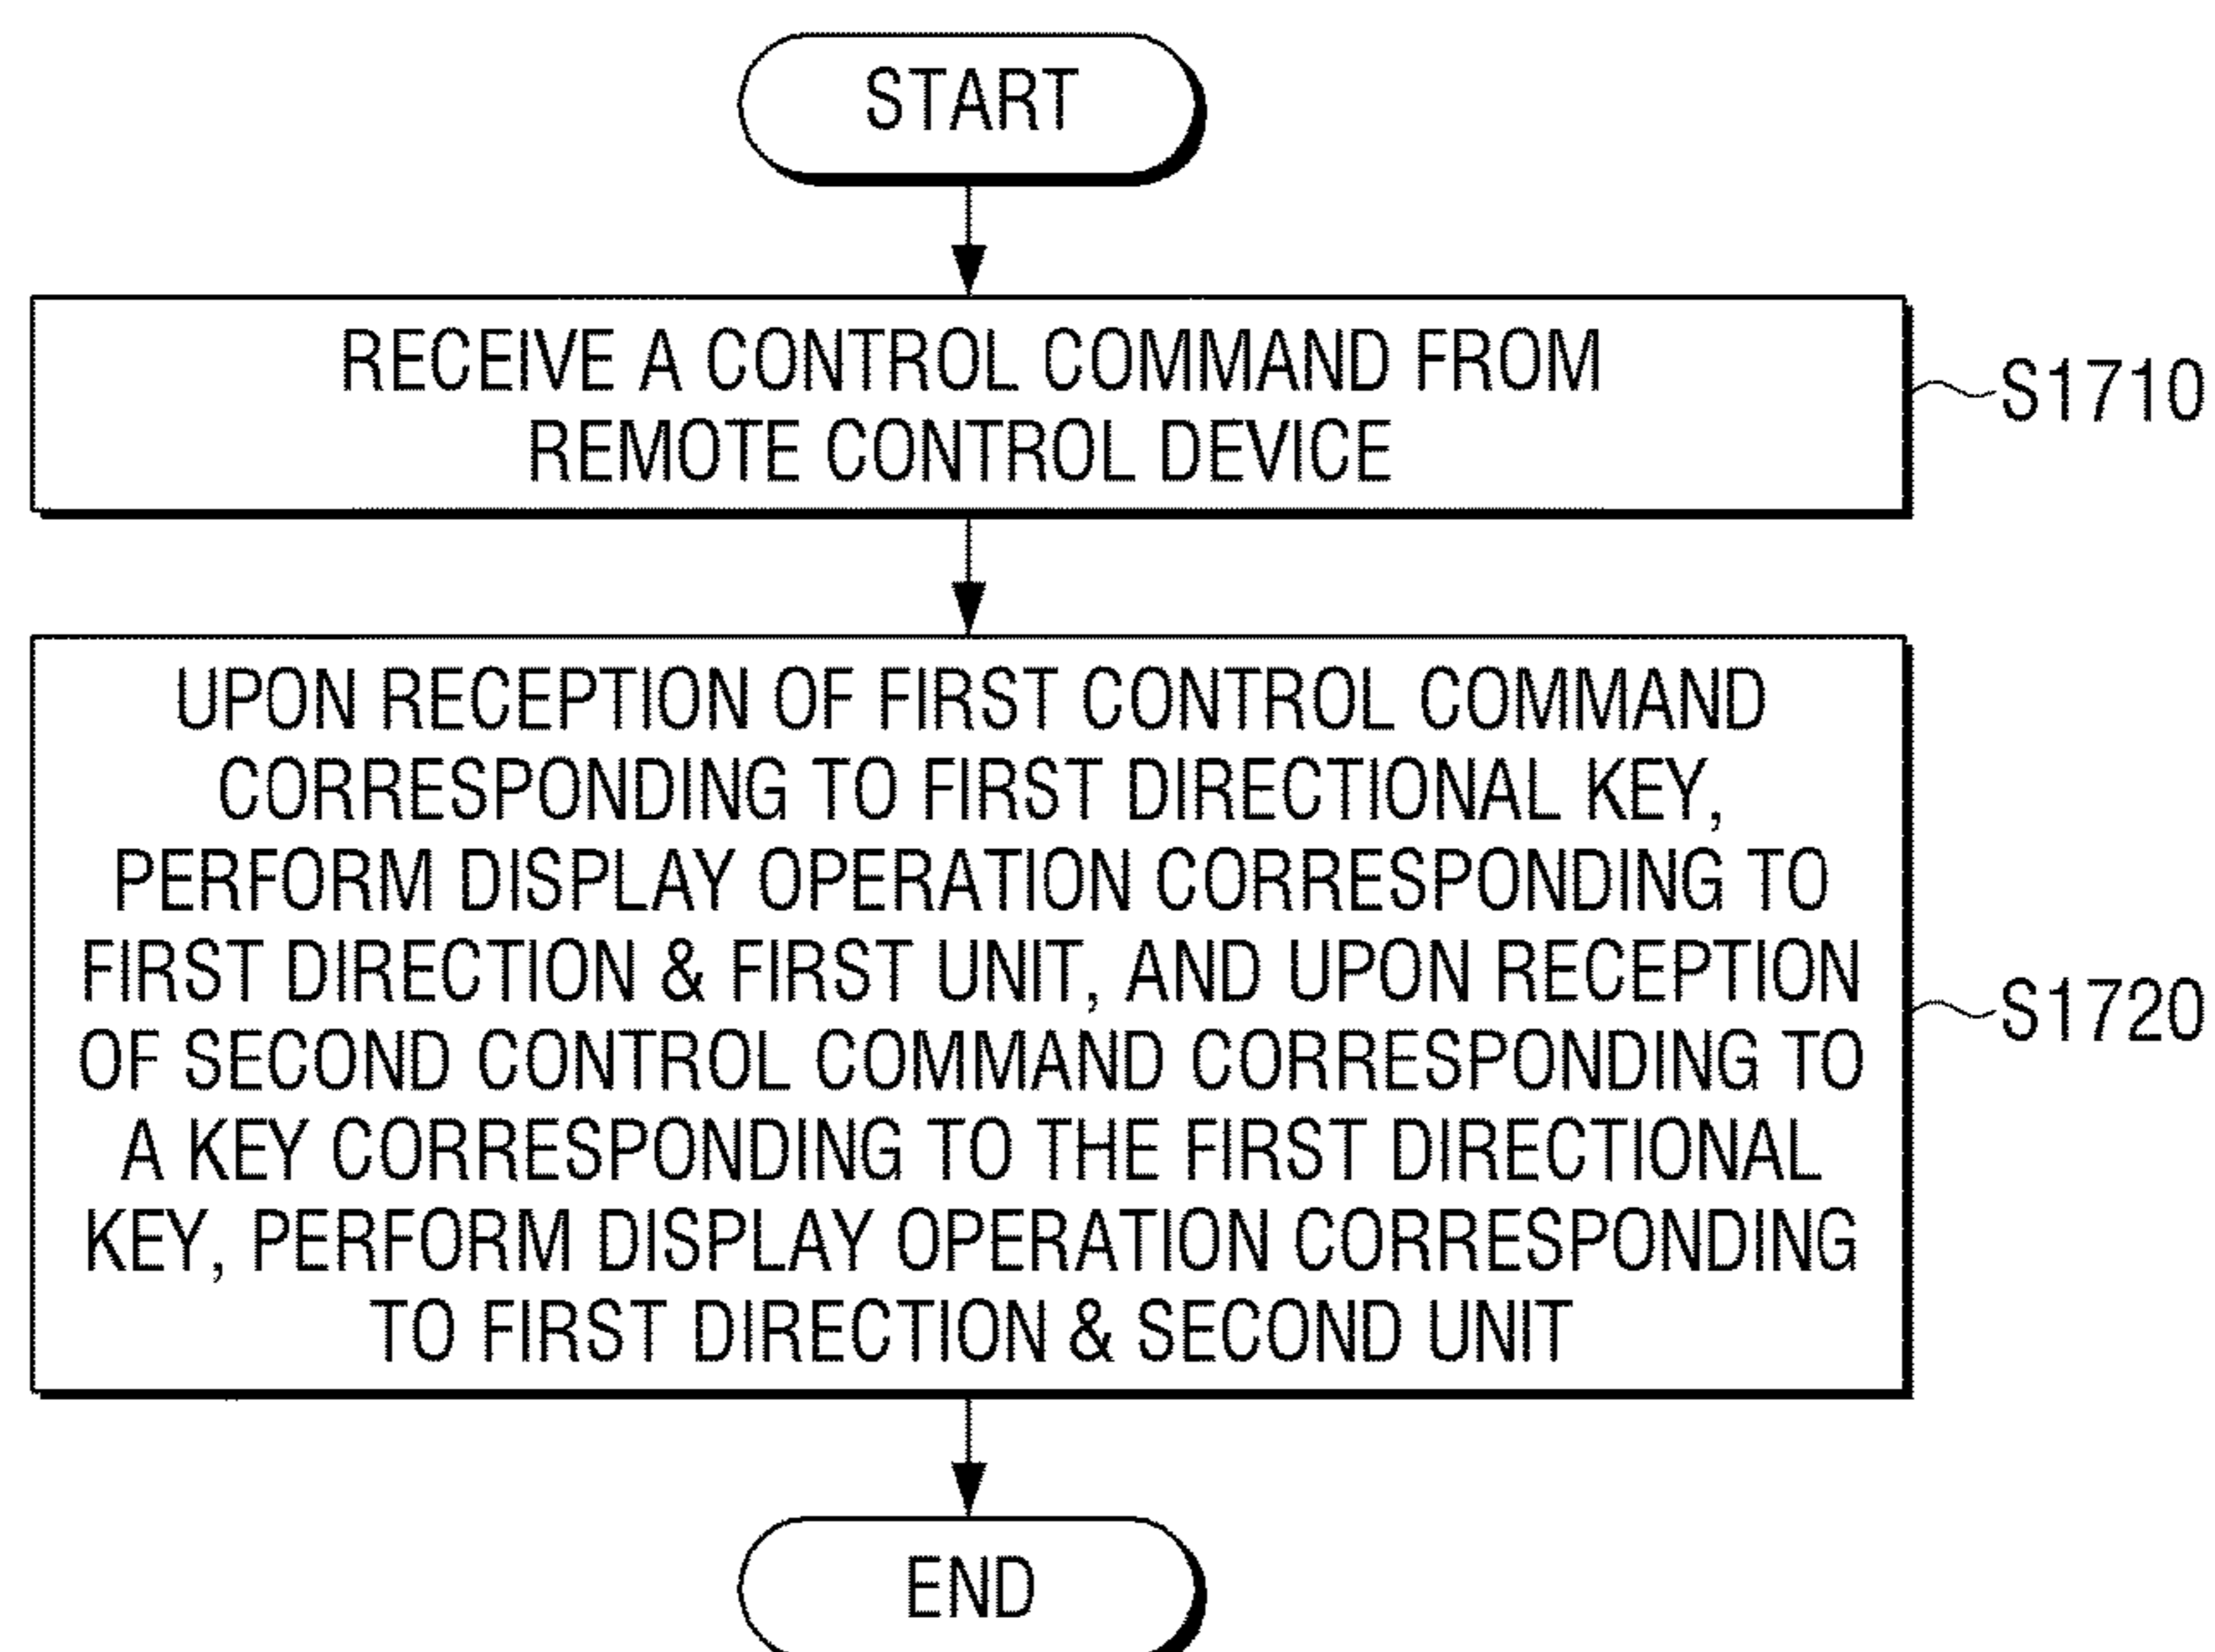 START
RECEIVE A CONTROL COMMAND FROM
REMOTE CONTROL DEVICE
S1710
UPON RECEPTION OF FIRST CONTROL COMMAND
CORRESPONDING TO FIRST DIRECTIONAL KEY,
PERFORM DISPLAY OPERATION CORRESPONDING TO
FIRST DIRECTION & FIRST UNIT, AND UPON RECEPTION
OF SECOND CONTROL COMMAND CORRESPONDING TO
A KEY CORRESPONDING TO THE FIRST DIRECTIONAL
KEY, PERFORM DISPLAY OPERATION CORRESPONDING
TO FIRST DIRECTION & SECOND UNIT
S1720
END